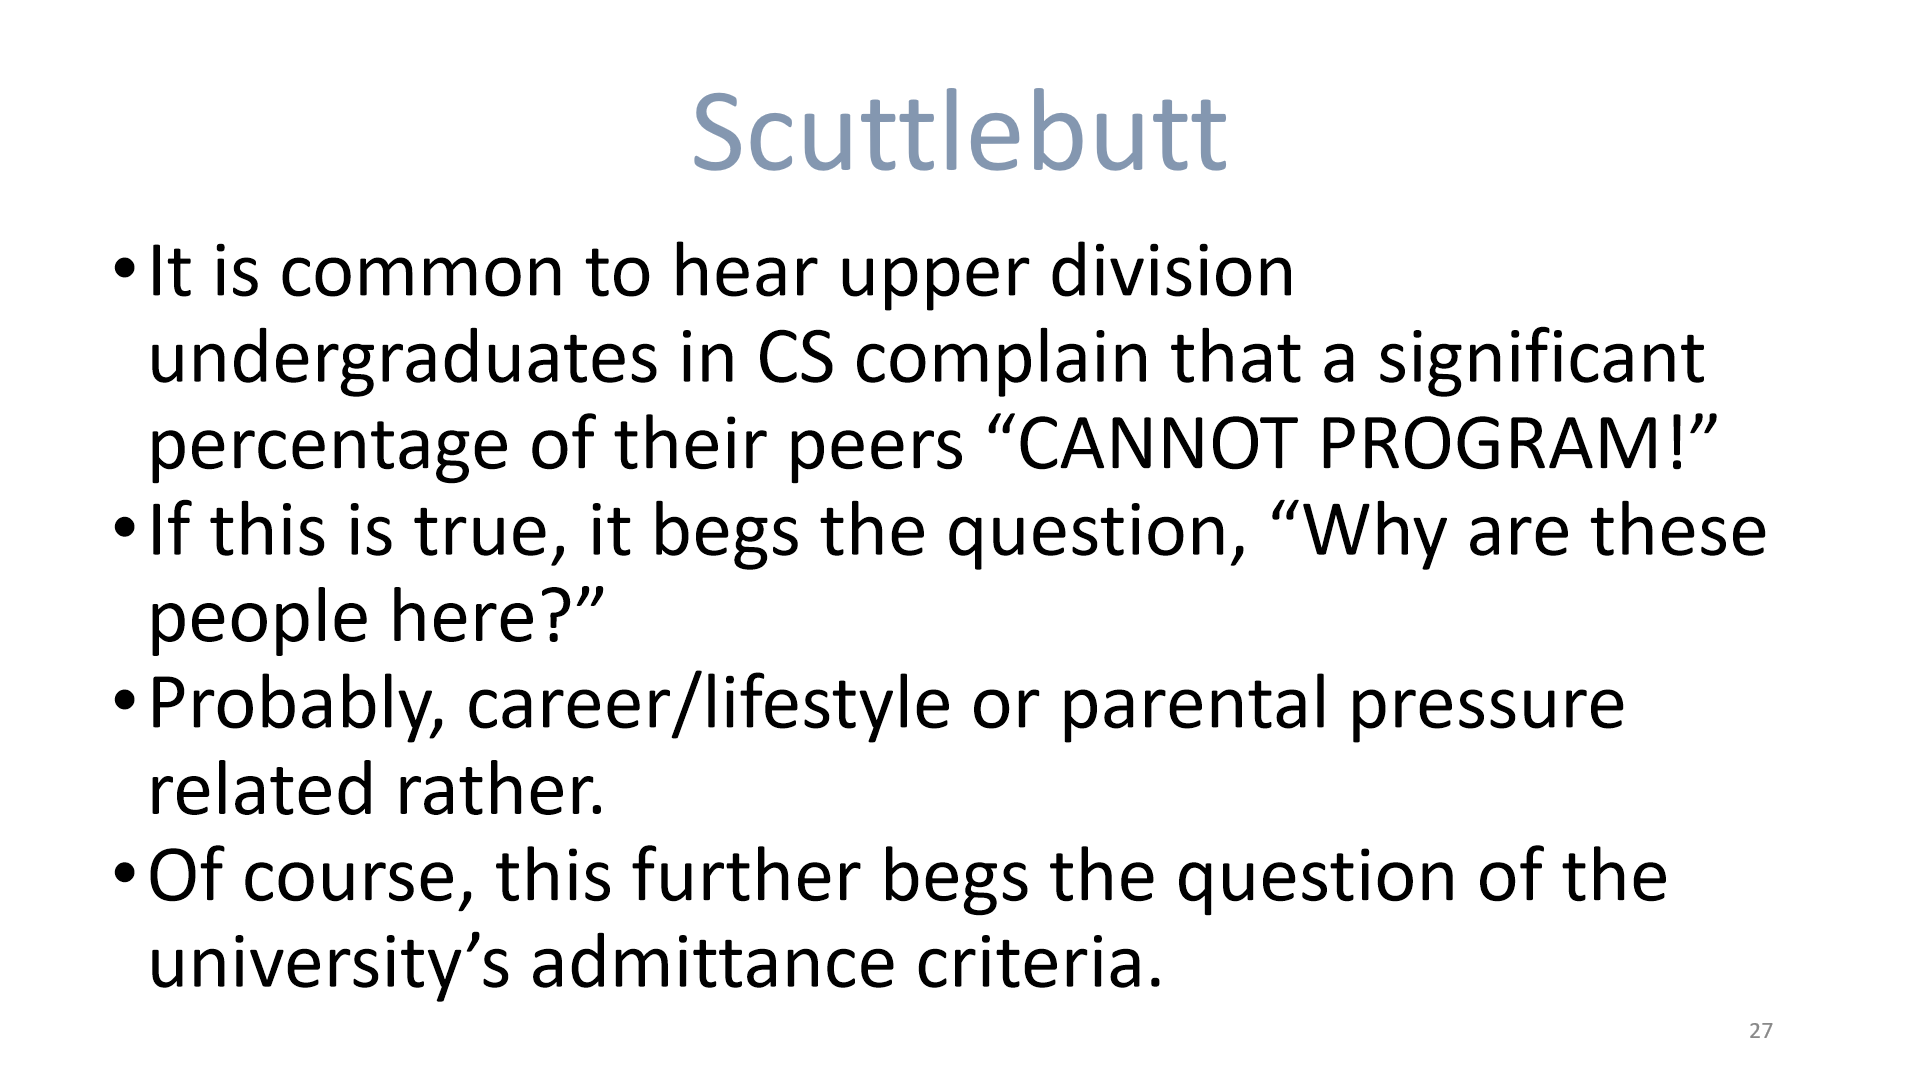 Scuttlebutt
•It is common to hear upper division
undergraduates in CS complain that a significant
percentage of their peers “CANNOT PROGRAM!”
•If this is true, it begs the question, “Why are these
people here?”
•Probably, career/lifestyle or parental pressure
related rather.
•Of course, this further begs the question of the
university’s admittance criteria.
27